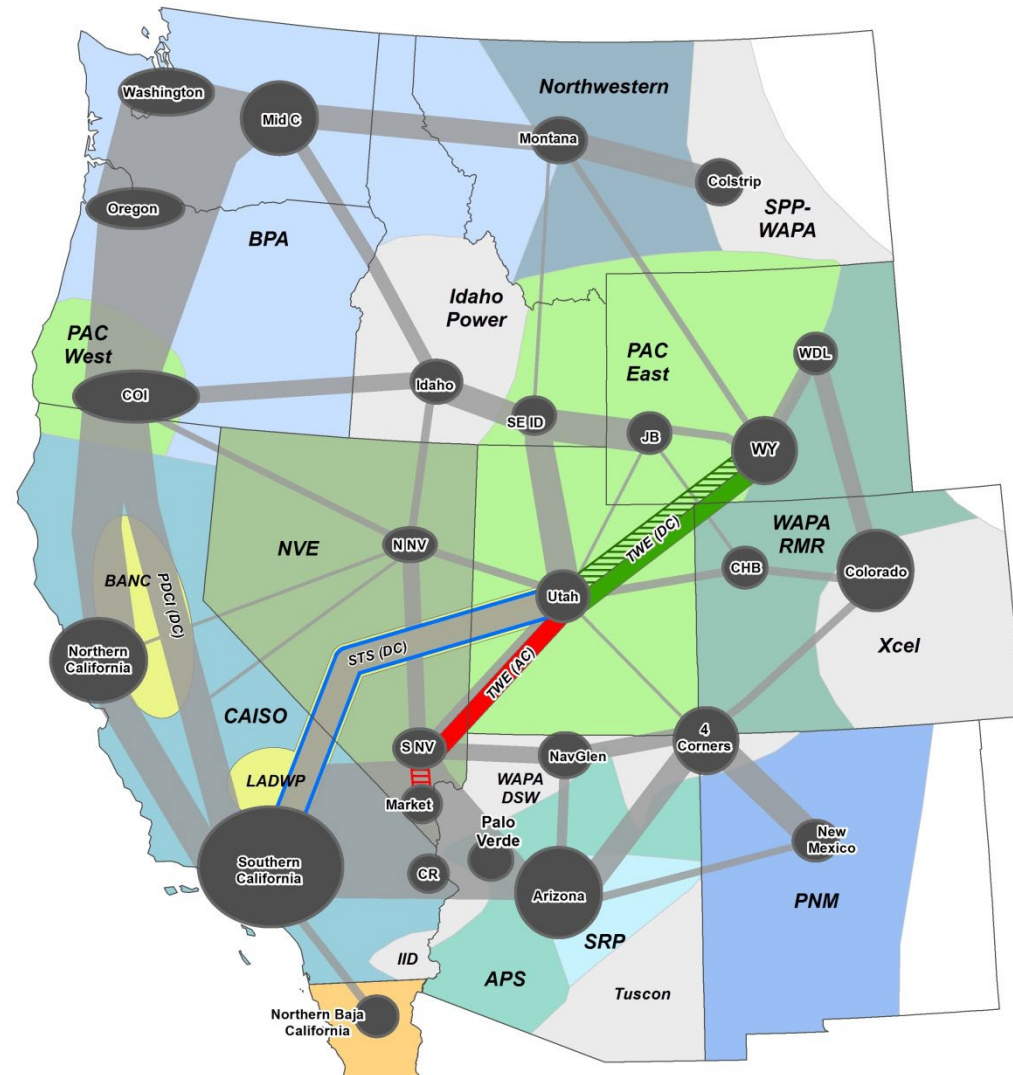 Washington
Mid C
Northwestern
Montana
Colstrip
SPP-
WAPA
Oregon
BPA
Idaho
Power
PAC
West
PAC
East
WDL
COI
Idaho
SE ID
JB
WY
TWE (DC)
WAPA
RMR
NVE
N NV
CHB
Colorado
BANC
PDCI (DC)
Utah
Northern
California
STS (DC)
TWE (AC)
Xcel
CAISO
4
Corners
S NV
NavGlen
LADWP
WAPA
DSW
Market
Palo
Verde
New
Mexico
Southern
California
CR
Arizona
PNM
SRP
IID
APS
Tuscon
Northern Baja
California